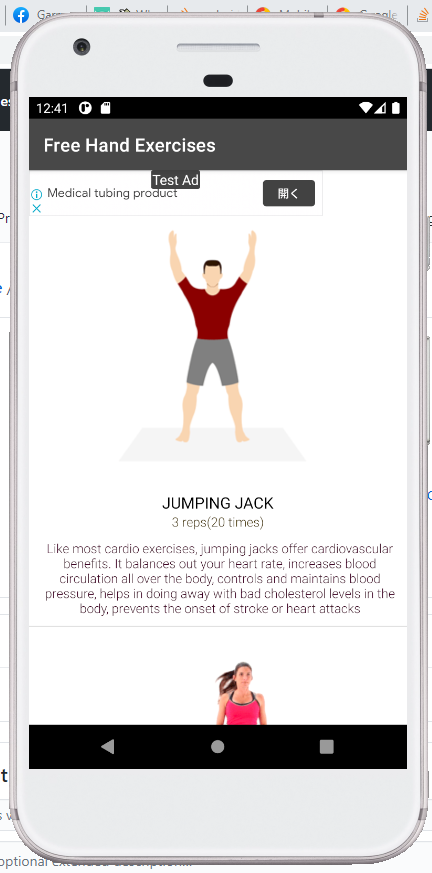 12:41
Free Hand Exercises
Test Ad
Medical tubing product
開く
JUMPING JACK
3 reps(20 times)
Like most cardio exercises, jumping jacks offer cardiovascular
benefits. It balances out your heart rate, increases blood
circulation all over the body, controls and maintains blood
pressure, helps in doing away with bad cholesterol levels in the
body, prevents the onset of stroke or heart attacks